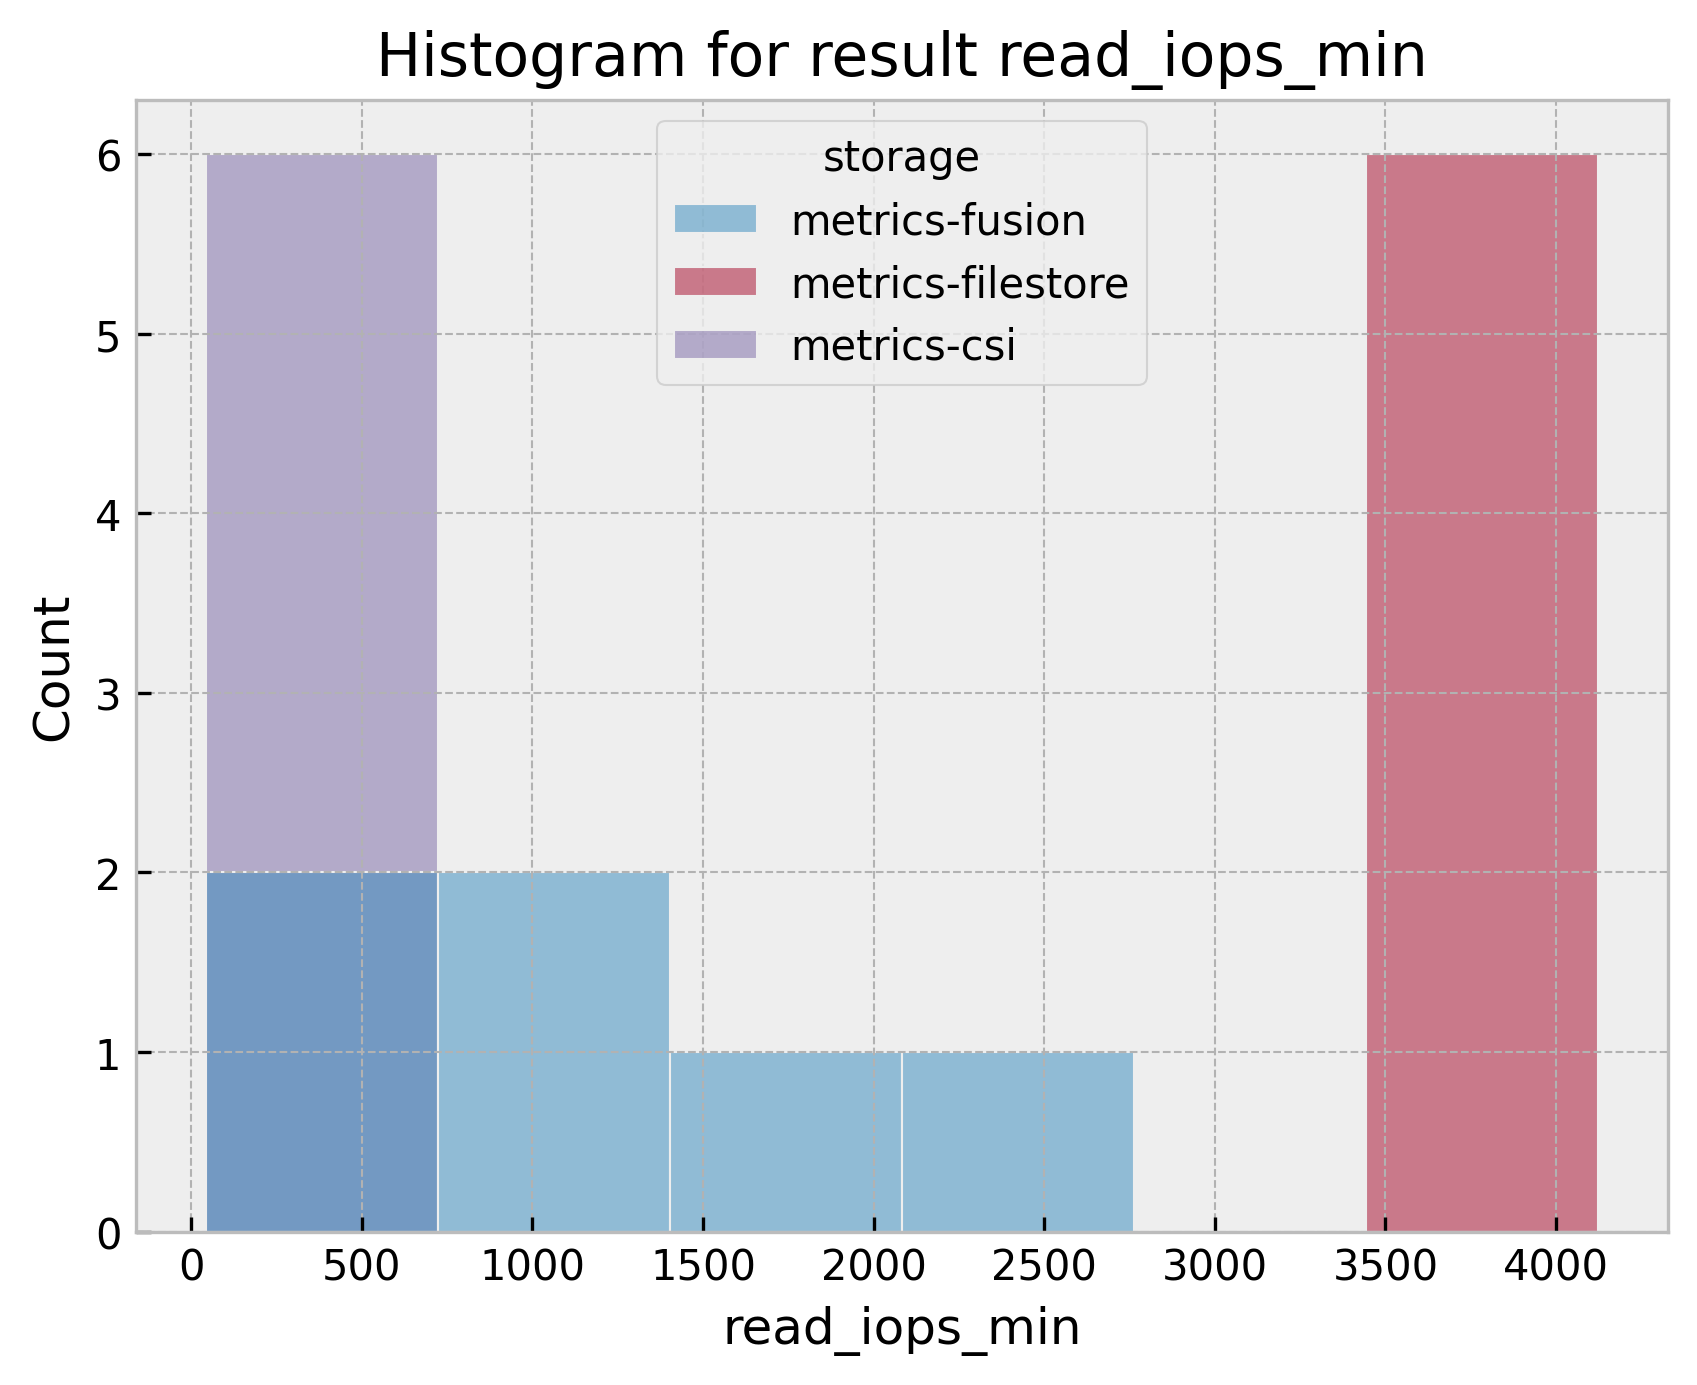 Histogram for result read_iops_min
storage
metrics-fusion
metrics-filestore
metrics-csi
6
5
4
3
2
1
0
Count
0 500 1000 1500 2000 2500 3000 3500 4000
read_iops_min